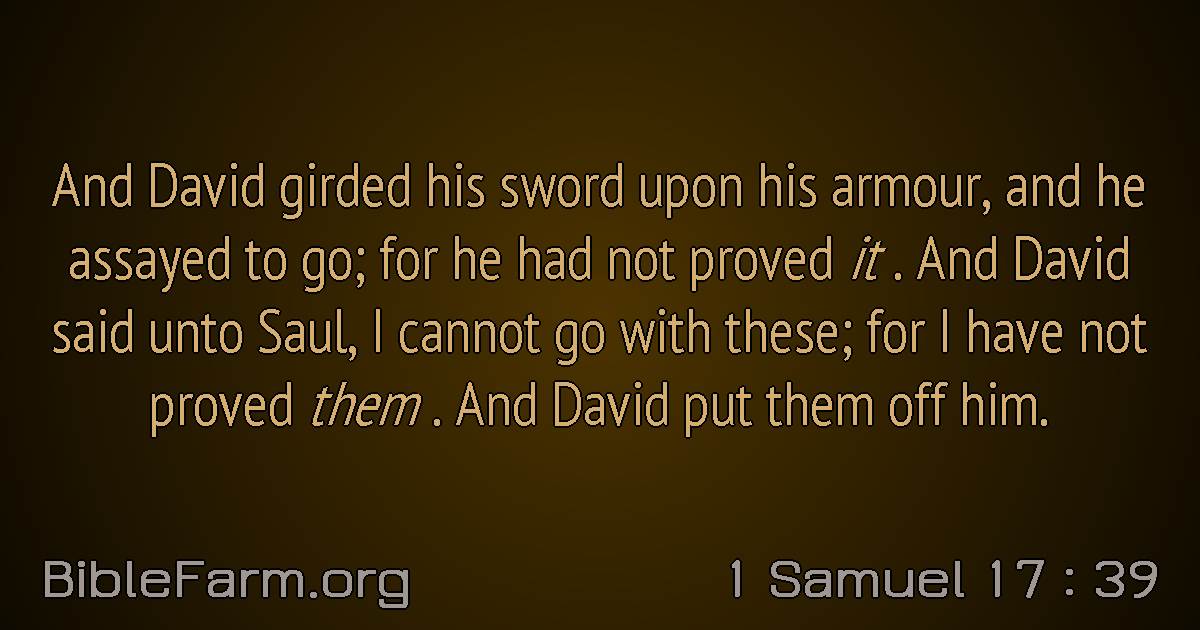 And David girded his sword upon his armour, and he
assayed to go; for he had not proved it . And David
said unto Saul, I cannot go with these; for I have not
proved them . And David put them off him.
BibleFarm.org
1 Samuel 17 : 39